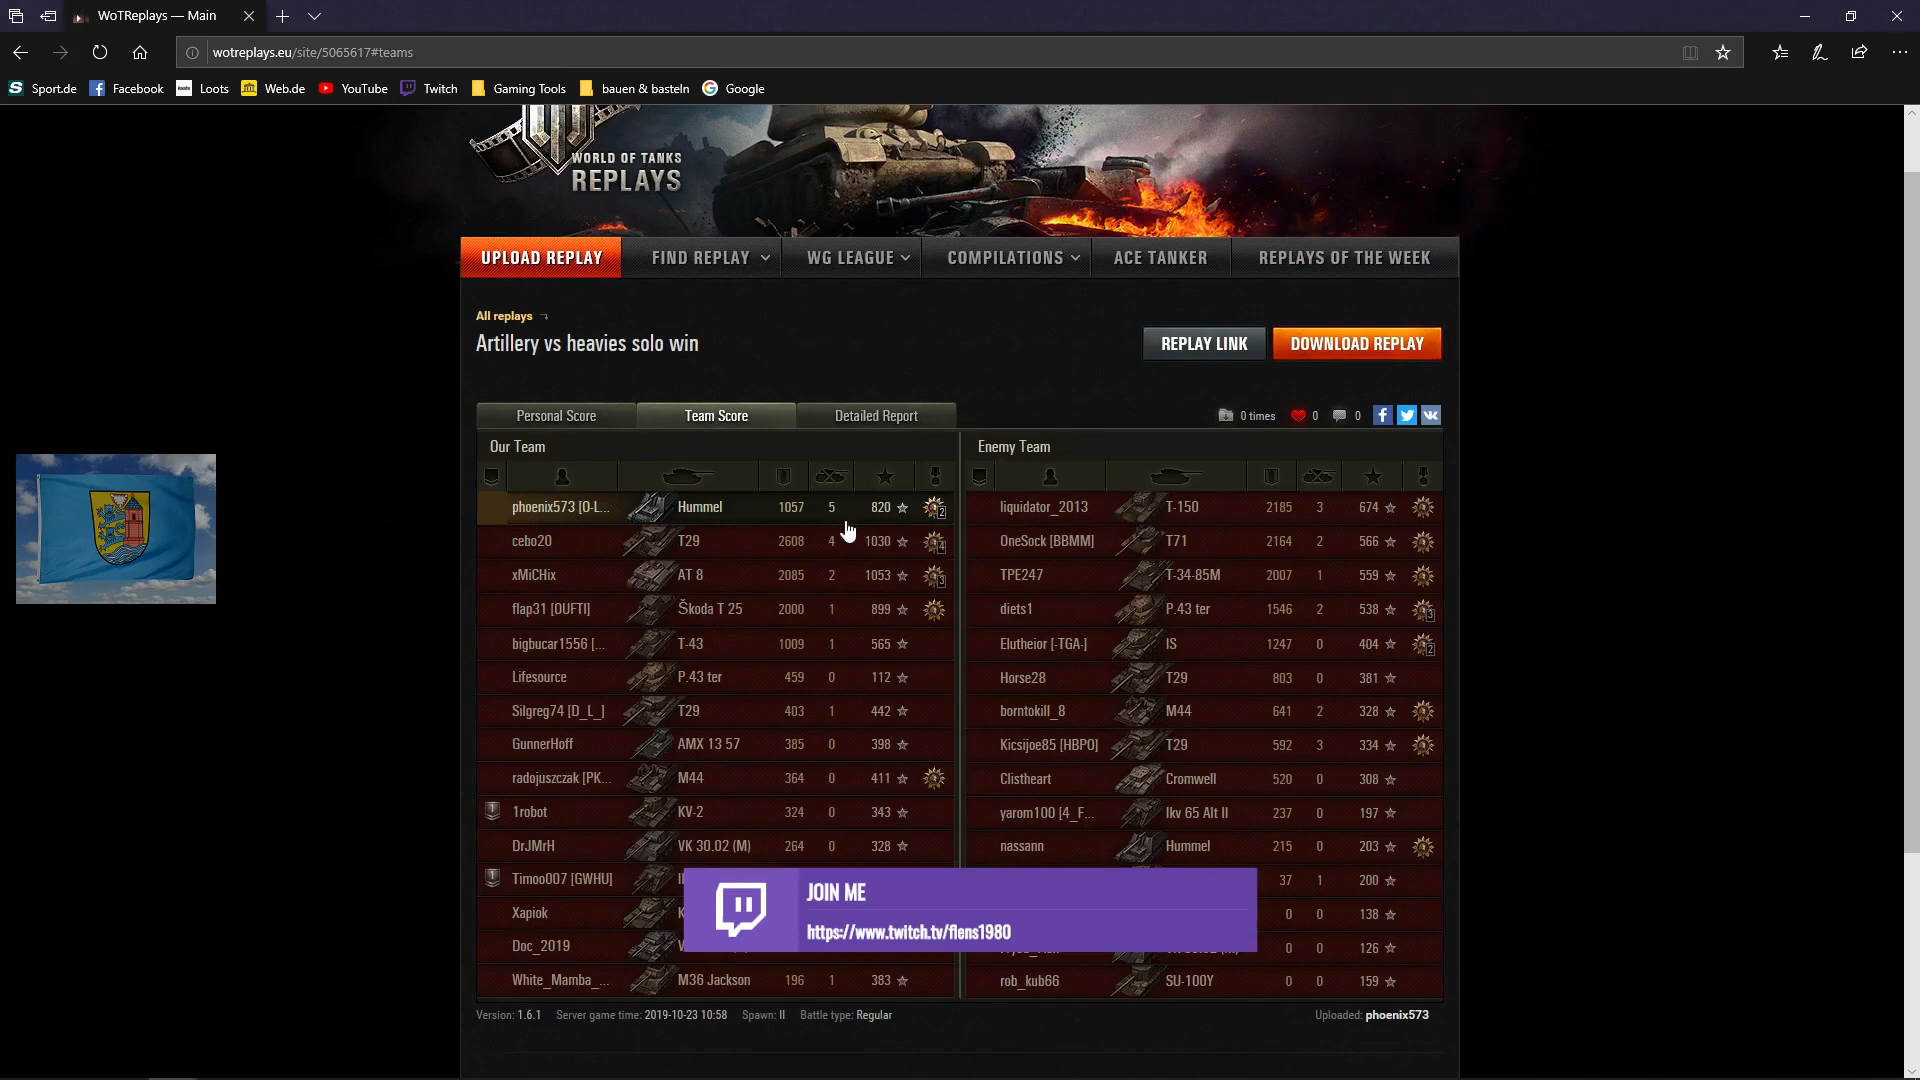 WoTReplays — Main
wotreplays.eu/site/5065617#teams
Sport.de Facebook Loots Web.de YouTube Twitch Gaming Tools bauen & basteln Google
WORLD OF TANKS
REPLAYS
UPLOAD REPLAY FIND REPLAY WG LEAGUE COMPILATIONS ACE TANKER REPLAYS OF THE WEEK
All replays
Artillery vs heavies solo win
REPLAY LINK DOWNLOAD REPLAY
Personal Score Team Score Detailed Report 0 times 0 0
Our Team Enemy Team
phoenix573 [O-L... Hummel 1057 5 820 2 liquidator_2013 T-150 2185 3 674
cebo20 T29 2608 4 1030 4 OneSock [BBMM] T71 2164 2 566
xMiCHix AT 8 2085 2 1053 3 TPE247 T-34-85M 2007 1 559
flap31 [OUFTI] Škoda T 25 2000 1 899 diets1 P.43 ter 1546 2 538 3
bigbucar1556 [... T-43 1009 1 565 Elutheior [-TGA-] IS 1247 0 404 2
Lifesource P.43 ter 459 0 112 Horse28 T29 803 0 381
Silgreg74 [D_L_] T29 403 1 442 borntokill_8 M44 641 2 328
GunnerHoff AMX 13 57 385 0 398 Kicsijoe85 [HBPO] T29 592 3 334
radojuszczak [PK... M44 364 0 411 Clistheart Cromwell 520 0 308
1 1robot KV-2 324 0 343 yarom100 [4_F... Ikv 65 Alt II 237 0 197
DrJMrH VK 30.02 (M) 264 0 328 nassann Hummel 215 0 203
1 Timoo007 [GWHU] 37 1 200
JOIN ME
Xapiok 0 0 138
https://www.twitch.tv/flens1980
Doc_2019 0 0 126
White_Mamba_... M36 Jackson 196 1 383 rob_kub66 SU-100Y 0 0 159
Version: 1.6.1 Server game time: 2019-10-23 10:58 Spawn: II Battle type: Regular Uploaded: phoenix573